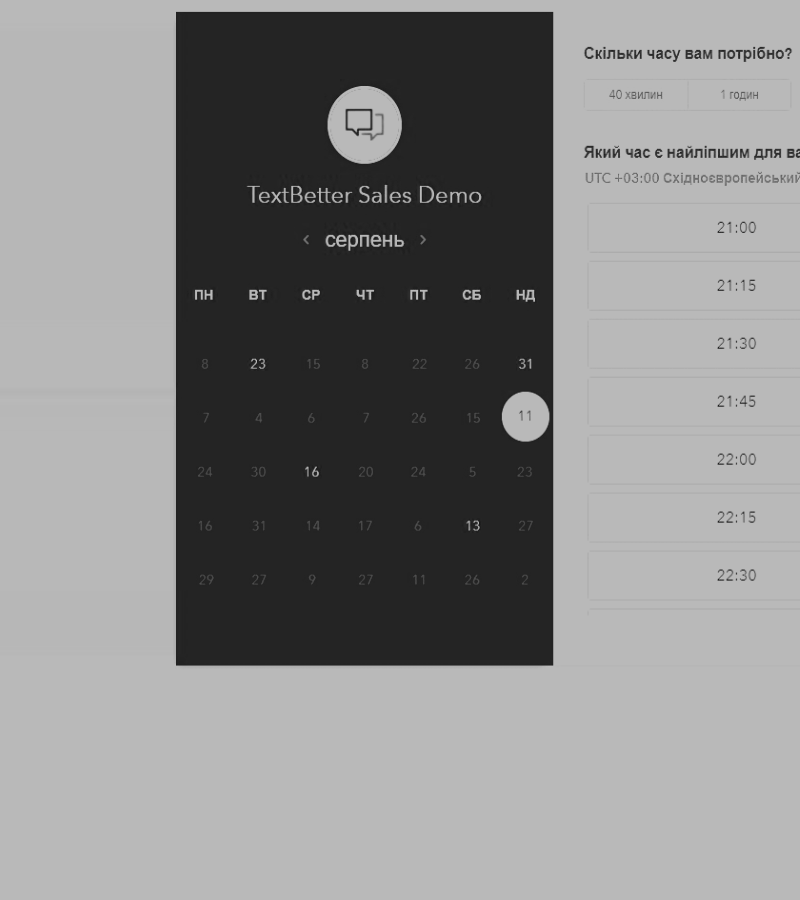 TextBetter Sales Demo
серпень
ПН ВТ СР ЧТ ПТ СБ НД
8 23 15 8 22 26 31
7 4 6 7 26 15 11
24 30 16 20 24 5 23
16 31 14 17 6 13 27
29 27 9 27 11 26 2
Скільки часу вам потрібно?
40 хвилин 1 годин
Який час є найліпшим для ва
UTC +03:00 Східноєвропейський
21:00
21:15
21:30
21:45
22:00
22:15
22:30